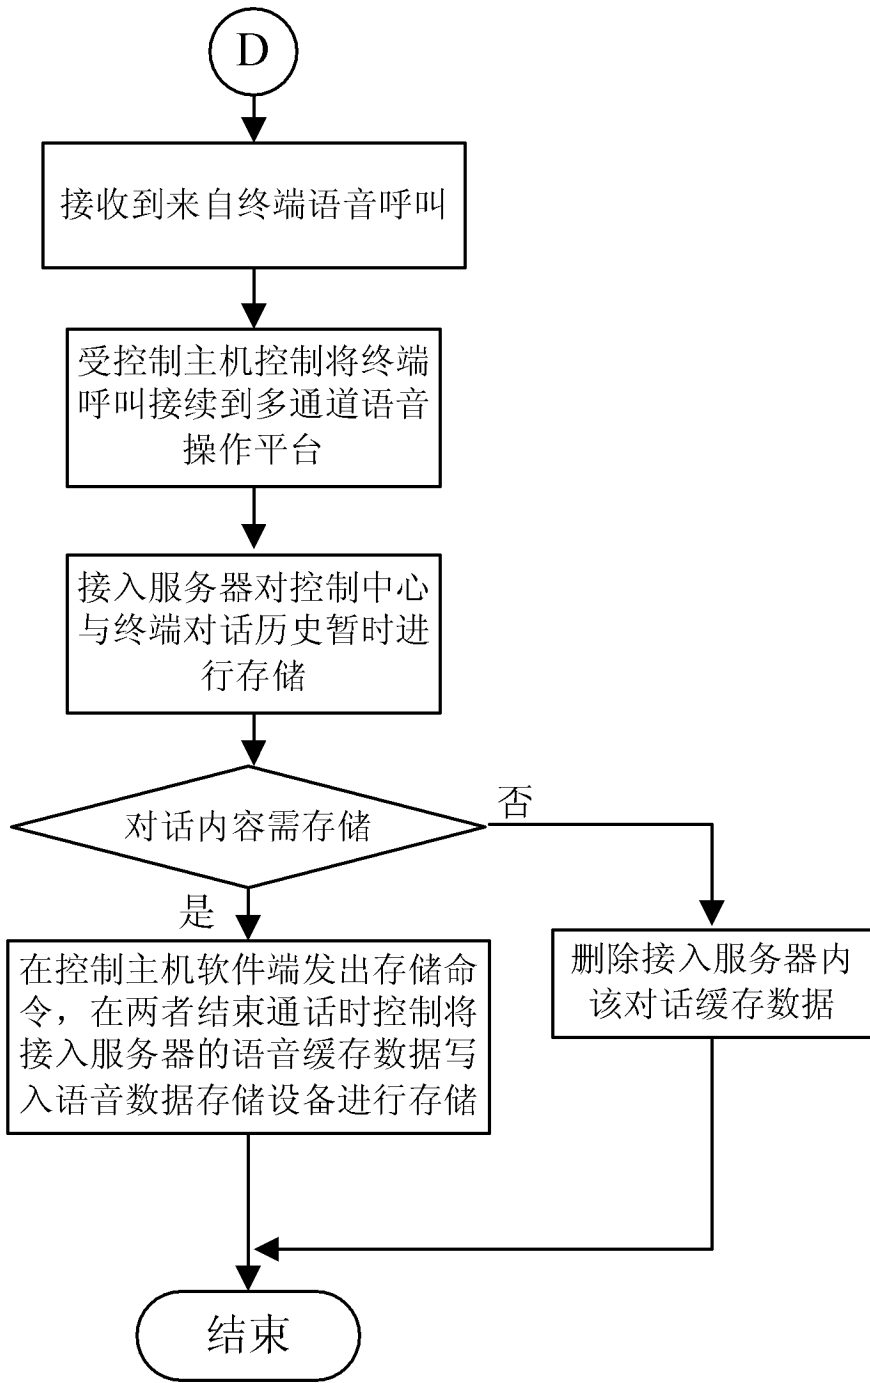 D
接收到来自终端语音呼叫
受控制主机控制将终端
呼叫接续到多通道语音
操作平台
接入服务器对控制中心
与终端对话历史暂时进
行存储
对话内容需存储
否
是
在控制主机软件端发出存储命
令，在两者结束通话时控制将
接入服务器的语音缓存数据写
入语音数据存储设备进行存储
删除接入服务器内
该对话缓存数据
结束